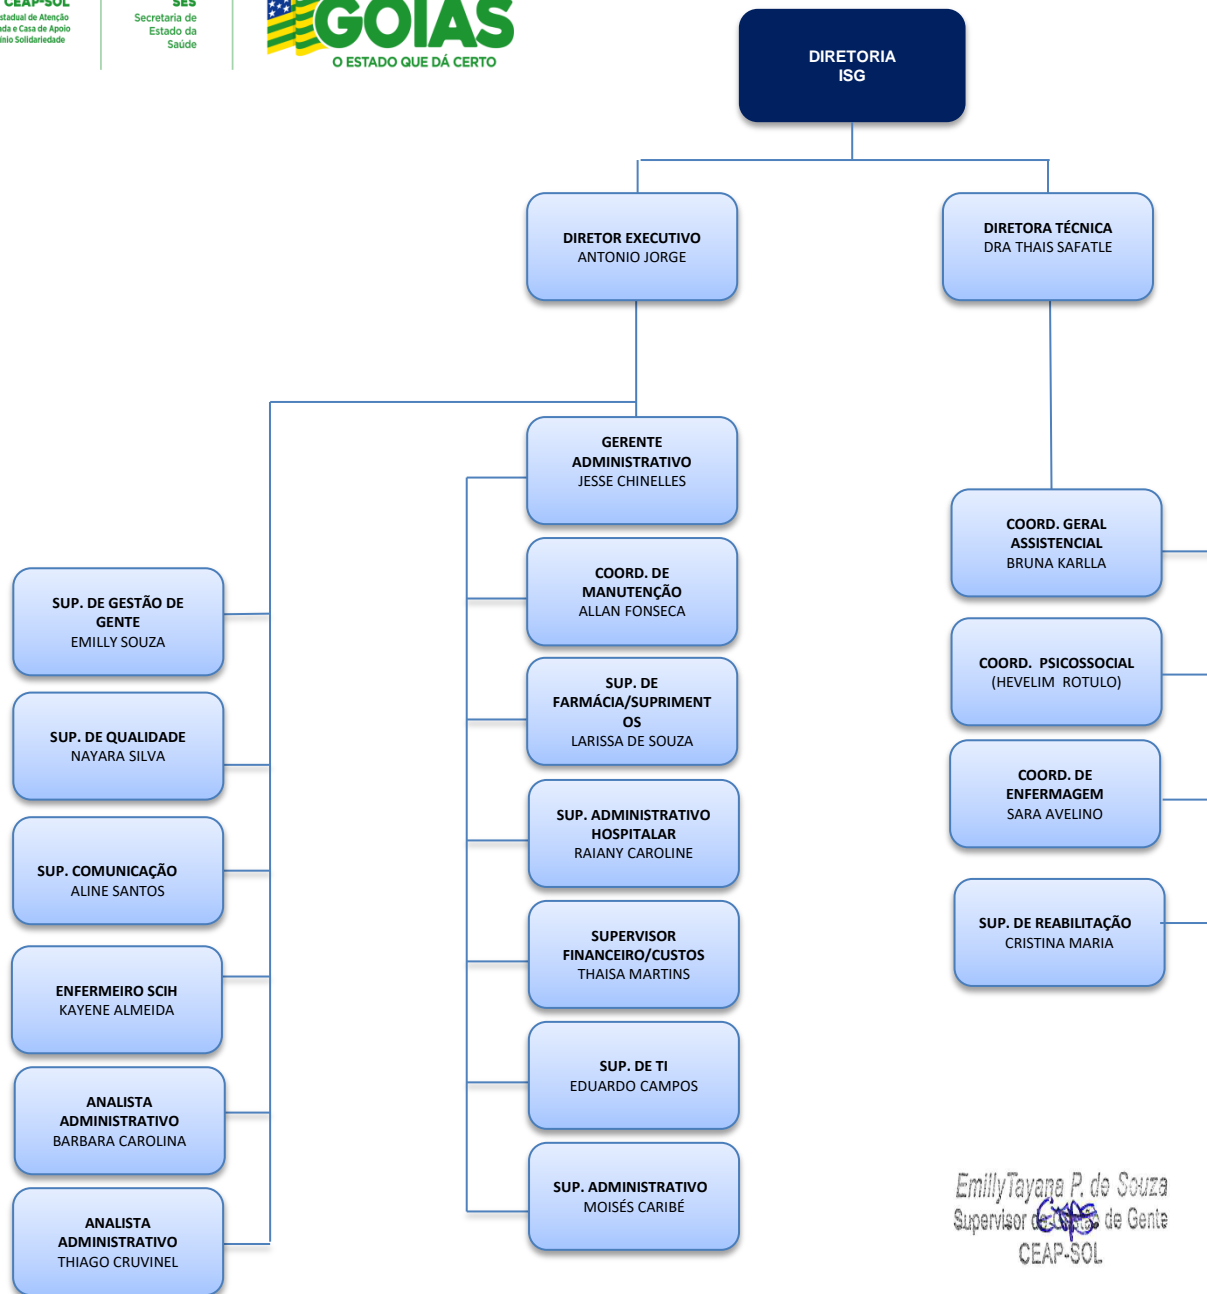 CEAP-SOL
stadual de Atenção
ada e Casa de Apoio
ínio Solidariedade
SES
Secretaria de
Estado da
Saúde
GOIÁS
O ESTADO QUE DÁ CERTO
DIRETORIA
ISG
DIRETOR EXECUTIVO
ANTONIO JORGE
DIRETORA TÉCNICA
DRA THAIS SAFATLE
GERENTE
ADMINISTRATIVO
JESSE CHINELLES
COORD. DE
MANUTENÇÃO
ALLAN FONSECA
SUP. DE
FARMÁCIA/SUPRIMENT
OS
LARISSA DE SOUZA
SUP. ADMINISTRATIVO
HOSPITALAR
RAIANY CAROLINE
SUPERVISOR
FINANCEIRO/CUSTOS
THAISA MARTINS
SUP. DE TI
EDUARDO CAMPOS
SUP. ADMINISTRATIVO
MOISÉS CARIBÉ
SUP. DE GESTÃO DE
GENTE
EMILLY SOUZA
SUP. DE QUALIDADE
NAYARA SILVA
SUP. COMUNICAÇÃO
ALINE SANTOS
ENFERMEIRO SCIH
KAYENE ALMEIDA
ANALISTA
ADMINISTRATIVO
BARBARA CAROLINA
ANALISTA
ADMINISTRATIVO
THIAGO CRUVINEL
COORD. GERAL
ASSISTENCIAL
BRUNA KARLLA
COORD. PSICOSSOCIAL
(HEVELIM ROTULO)
COORD. DE
ENFERMAGEM
SARA AVELINO
SUP. DE REABILITAÇÃO
CRISTINA MARIA
Emilly Tayana P. de Souza
Supervisor de Gestão de Gente
CEAP-SOL